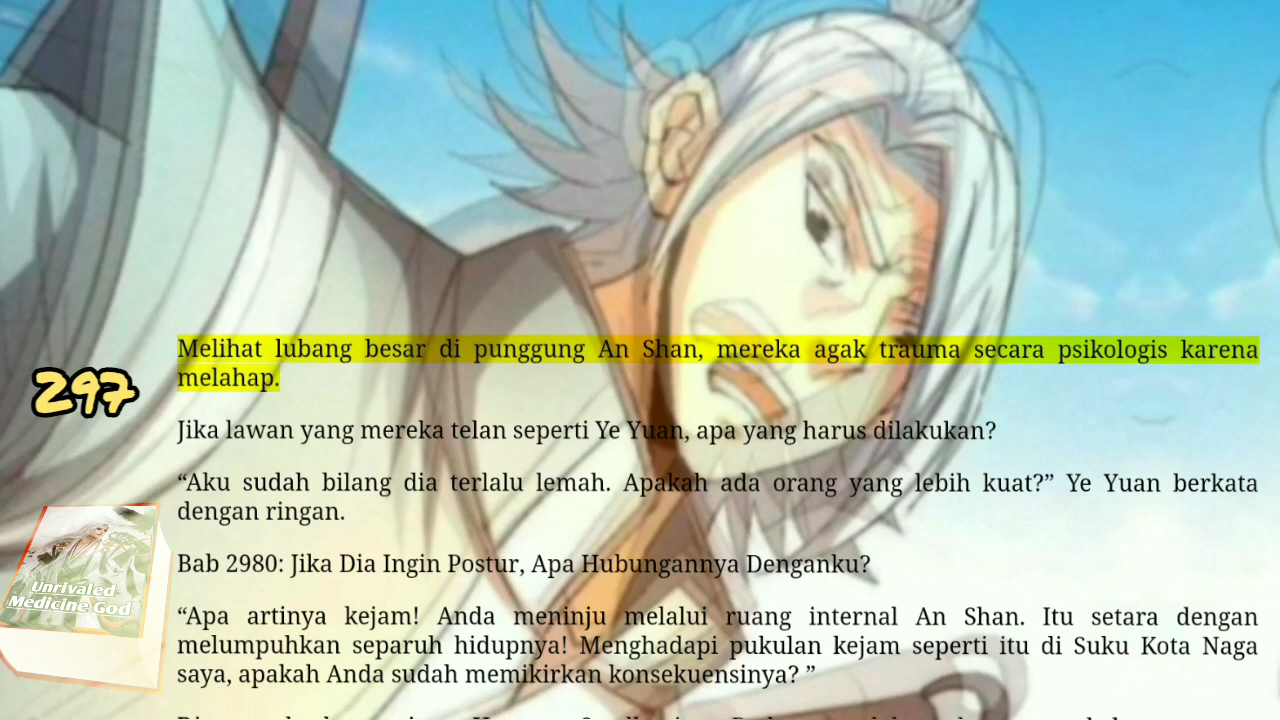 Melihat lubang besar di punggung An Shan, mereka agak trauma secara psikologis karena
melahap.
297
Jika lawan yang mereka telan seperti Ye Yuan, apa yang harus dilakukan?
“Aku sudah bilang dia terlalu lemah. Apakah ada orang yang lebih kuat?” Ye Yuan berkata
dengan ringan.
Bab 2980: Jika Dia Ingin Postur, Apa Hubungannya Denganku?
Unrivaled
Medicine God
“Apa artinya kejam! Anda meninju melalui ruang internal An Shan. Itu setara dengan
melumpuhkan separuh hidupnya! Menghadapi pukulan kejam seperti itu di Suku Kota Naga
saya, apakah Anda sudah memikirkan konsekuensinya? ”